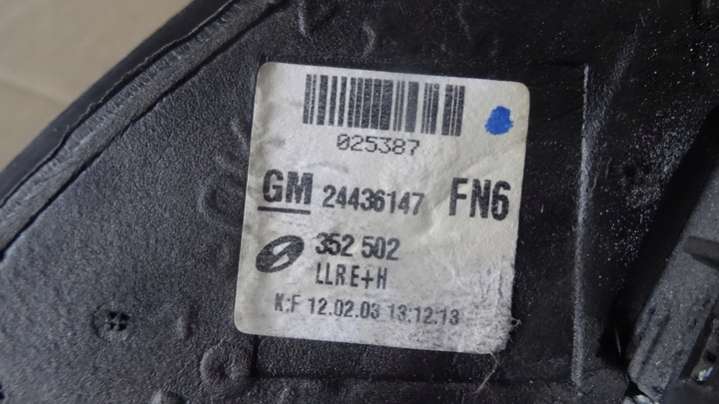 025387
GM 24436147 FN6
352 502
LLRE+H
K:F 12.02.03 13:12:13